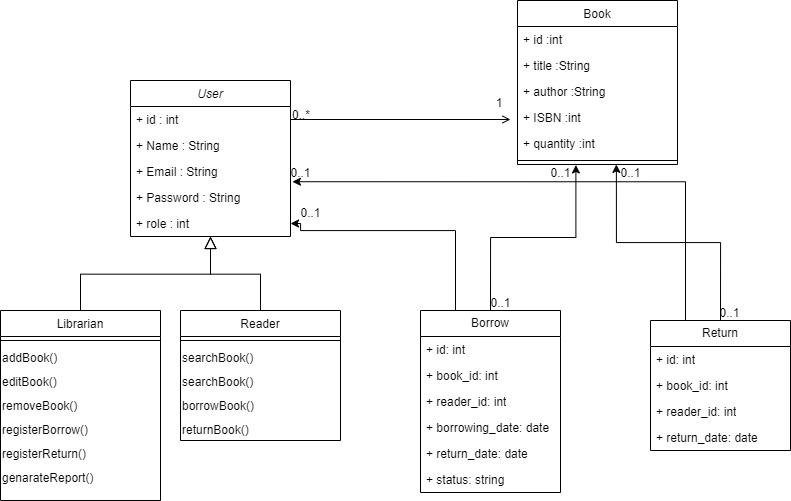 Book
+ id :int
+ title :String
+ author :String
+ ISBN :int
+ quantity :int
User
+ id : int
+ Name : String
+ Email : String
+ Password : String
+ role : int
0..*
1
0..1
0..1
0..1
0..1
0..1
0..1
Librarian
addBook()
editBook()
removeBook()
registerBorrow()
registerReturn()
genarateReport()
Reader
searchBook()
searchBook()
borrowBook()
returnBook()
Borrow
+ id: int
+ book_id: int
+ reader_id: int
+ borrowing_date: date
+ return_date: date
+ status: string
Return
+ id: int
+ book_id: int
+ reader_id: int
+ return_date: date